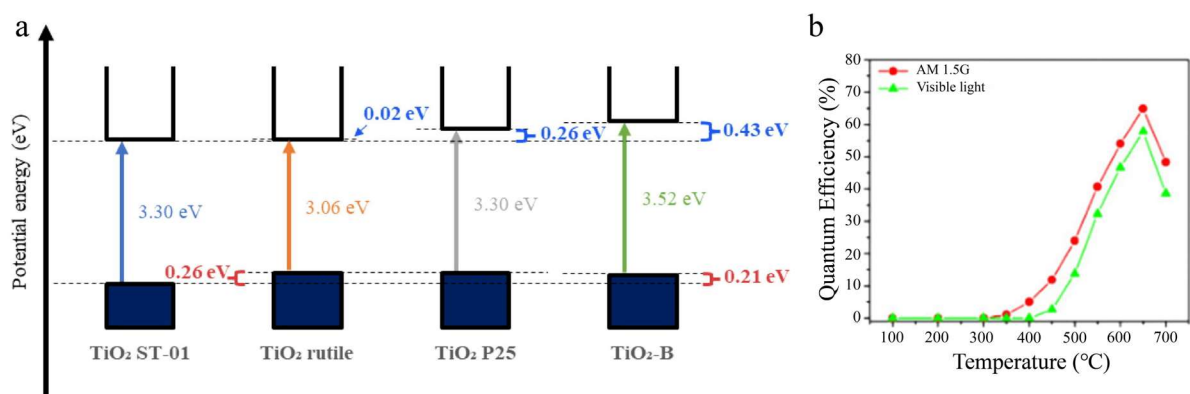 a
Potential energy (eV)
0.02 eV
0.26 eV
0.43 eV
3.30 eV
3.06 eV
3.30 eV
3.52 eV
0.26 eV
0.21 eV
TiO₂ ST-01
TiO₂ rutile
TiO₂ P25
TiO₂-B
b
Quantum Efficiency (%)
80
70
60
50
40
30
20
10
0
AM 1.5G
Visible light
100 200 300 400 500 600 700
Temperature (℃)